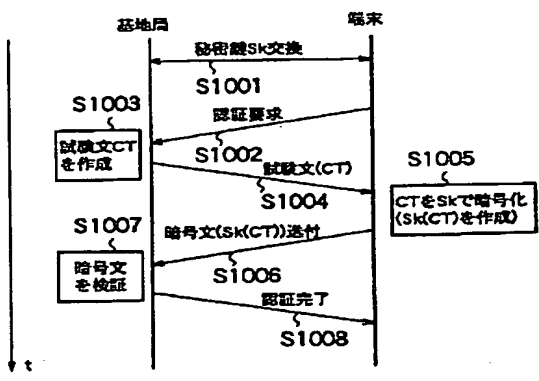 基地局
端末
秘密鍵Sk交換
S1001
S1003
認証要求
試験文CT
を作成
S1002
試験文(CT)
S1004
S1005
CTをSkで暗号化
(Sk(CT)を作成)
S1007
暗号文(Sk(CT))送付
暗号文
を検証
S1006
認証完了
S1008
t